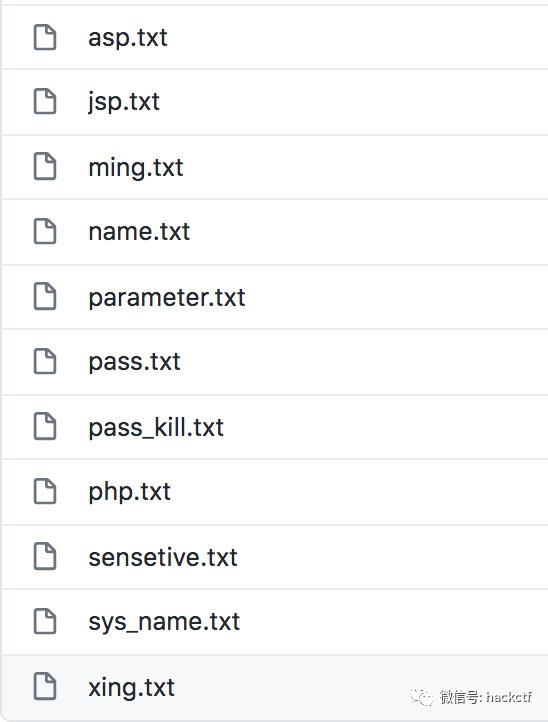 asp.txt
jsp.txt
ming.txt
name.txt
parameter.txt
pass.txt
pass_kill.txt
php.txt
sensetive.txt
sys_name.txt
xing.txt
微信号: hackctf